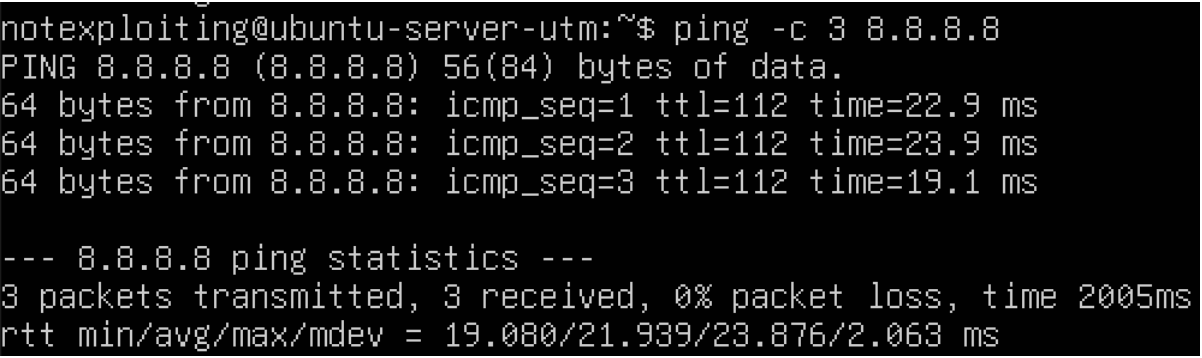 notexploiting@ubuntu-server-utm:~$ ping -c 3 8.8.8.8
PING 8.8.8.8 (8.8.8.8) 56(84) bytes of data.
64 bytes from 8.8.8.8: icmp_seq=1 ttl=112 time=22.9 ms
64 bytes from 8.8.8.8: icmp_seq=2 ttl=112 time=23.9 ms
64 bytes from 8.8.8.8: icmp_seq=3 ttl=112 time=19.1 ms
--- 8.8.8.8 ping statistics ---
3 packets transmitted, 3 received, 0% packet loss, time 2005ms
rtt min/avg/max/mdev = 19.080/21.939/23.876/2.063 ms